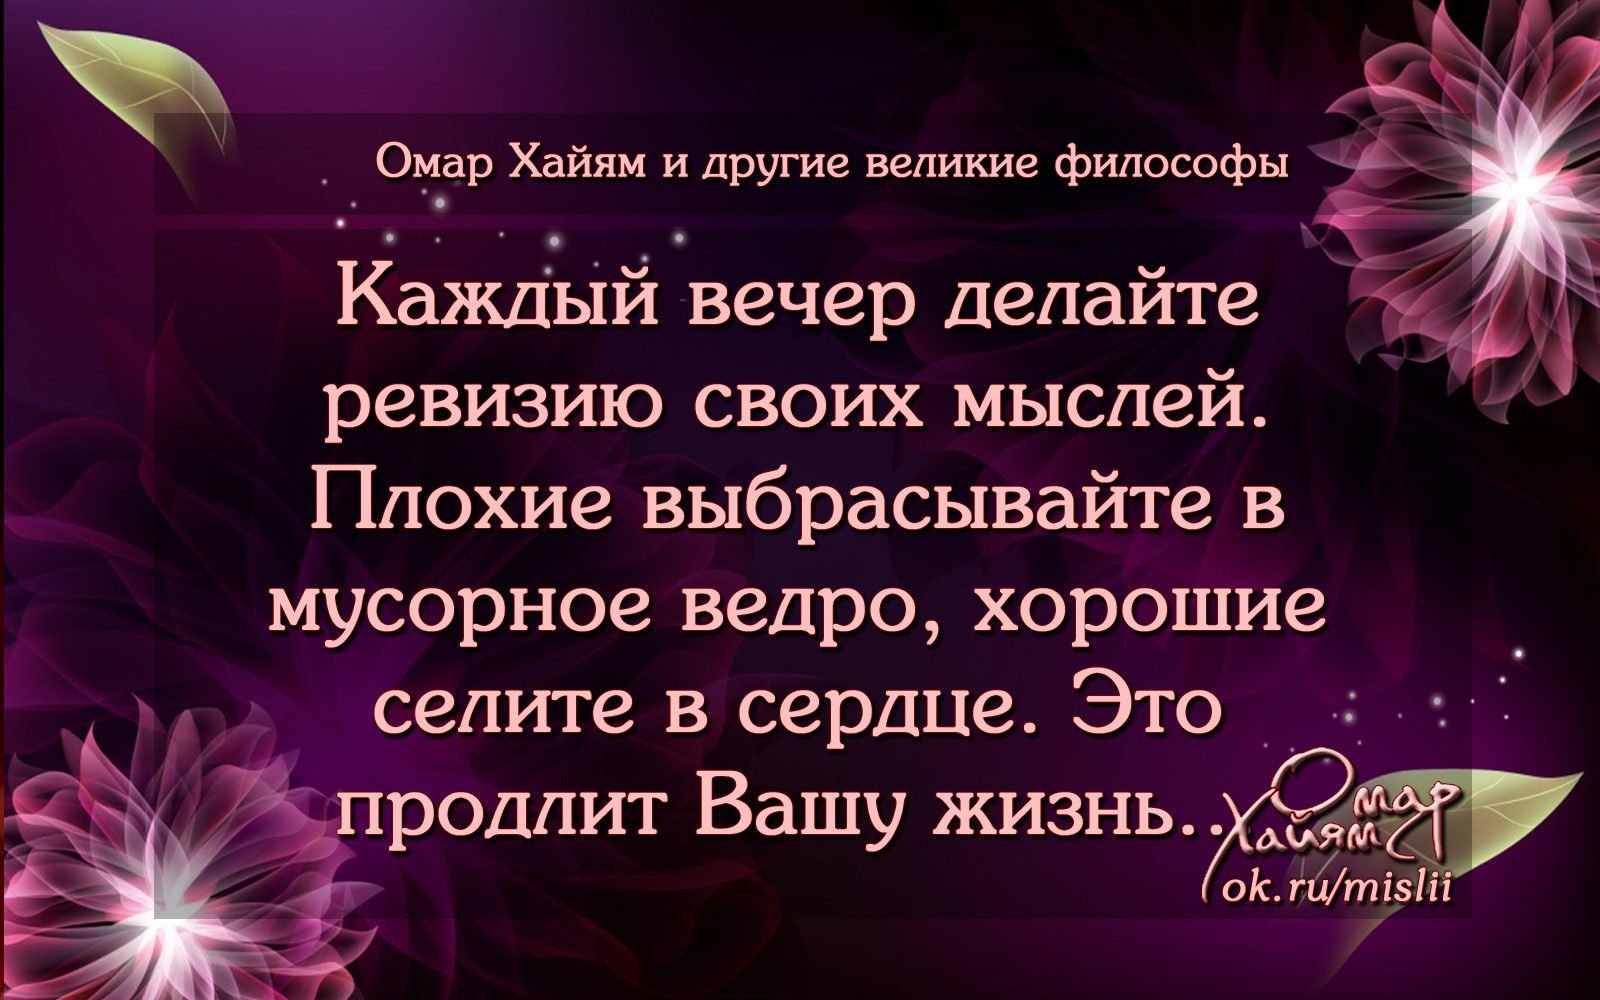 Омар Хайям и другие великие философы
Каждый вечер делайте
ревизию своих мыслей.
Плохие выбрасывайте в
мусорное ведро, хорошие
селите в сердце. Это
продлит Вашу жизнь..
Омар
Хайям
ok.ru/mislii